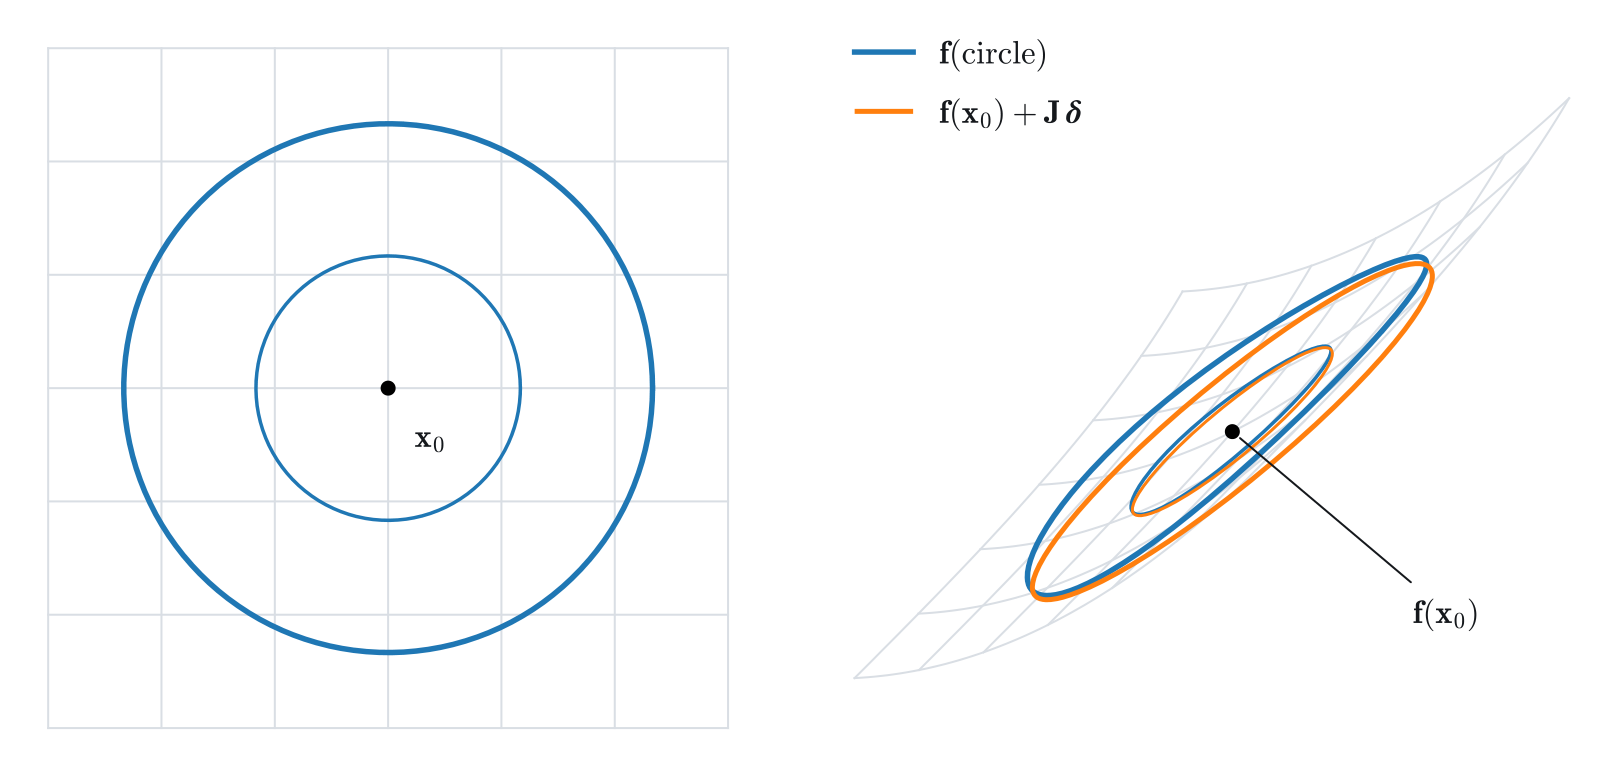 f(circle)
f(x₀) + J δ
x₀
f(x₀)